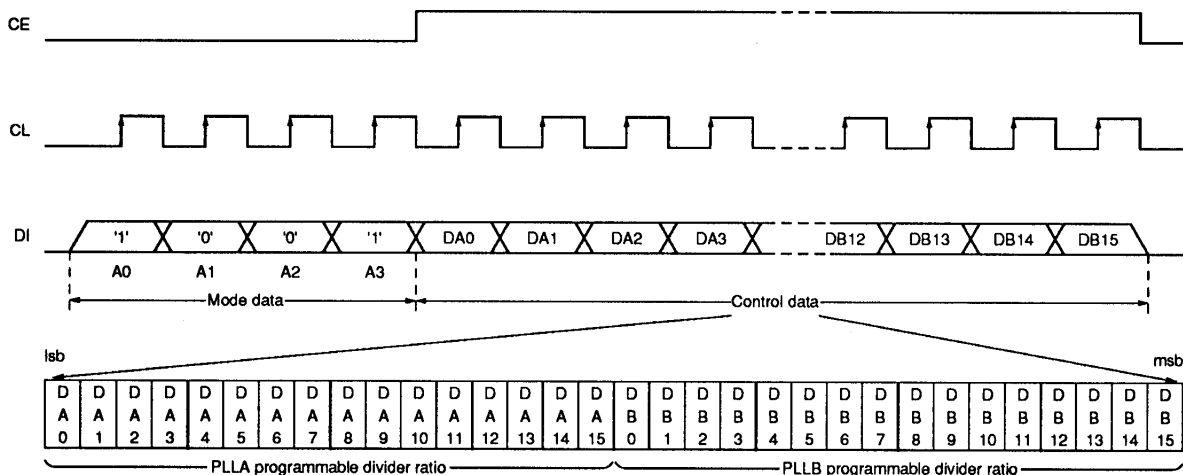 CE
CL
DI '1' '0' '0' '1' DA0 DA1 DA2 DA3 DB12 DB13 DB14 DB15
A0 A1 A2 A3
Mode data Control data
lsb msb
D D D D D D D D D D D D D D D D D D D D D D D D D D D D D D D D
A A A A A A A A A A A A A A A A B B B B B B B B B B B B B B B B
0 1 2 3 4 5 6 7 8 9 10 11 12 13 14 15 0 1 2 3 4 5 6 7 8 9 10 11 12 13 14 15
PLLA programmable divider ratio PLLB programmable divider ratio